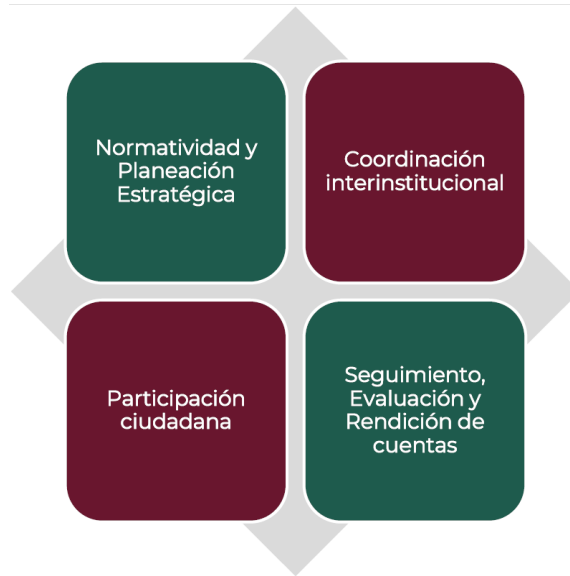 Normatividad y
Planeación
Estratégica
Coordinación
interinstitucional
Participación
ciudadana
Seguimiento,
Evaluación y
Rendición de
cuentas